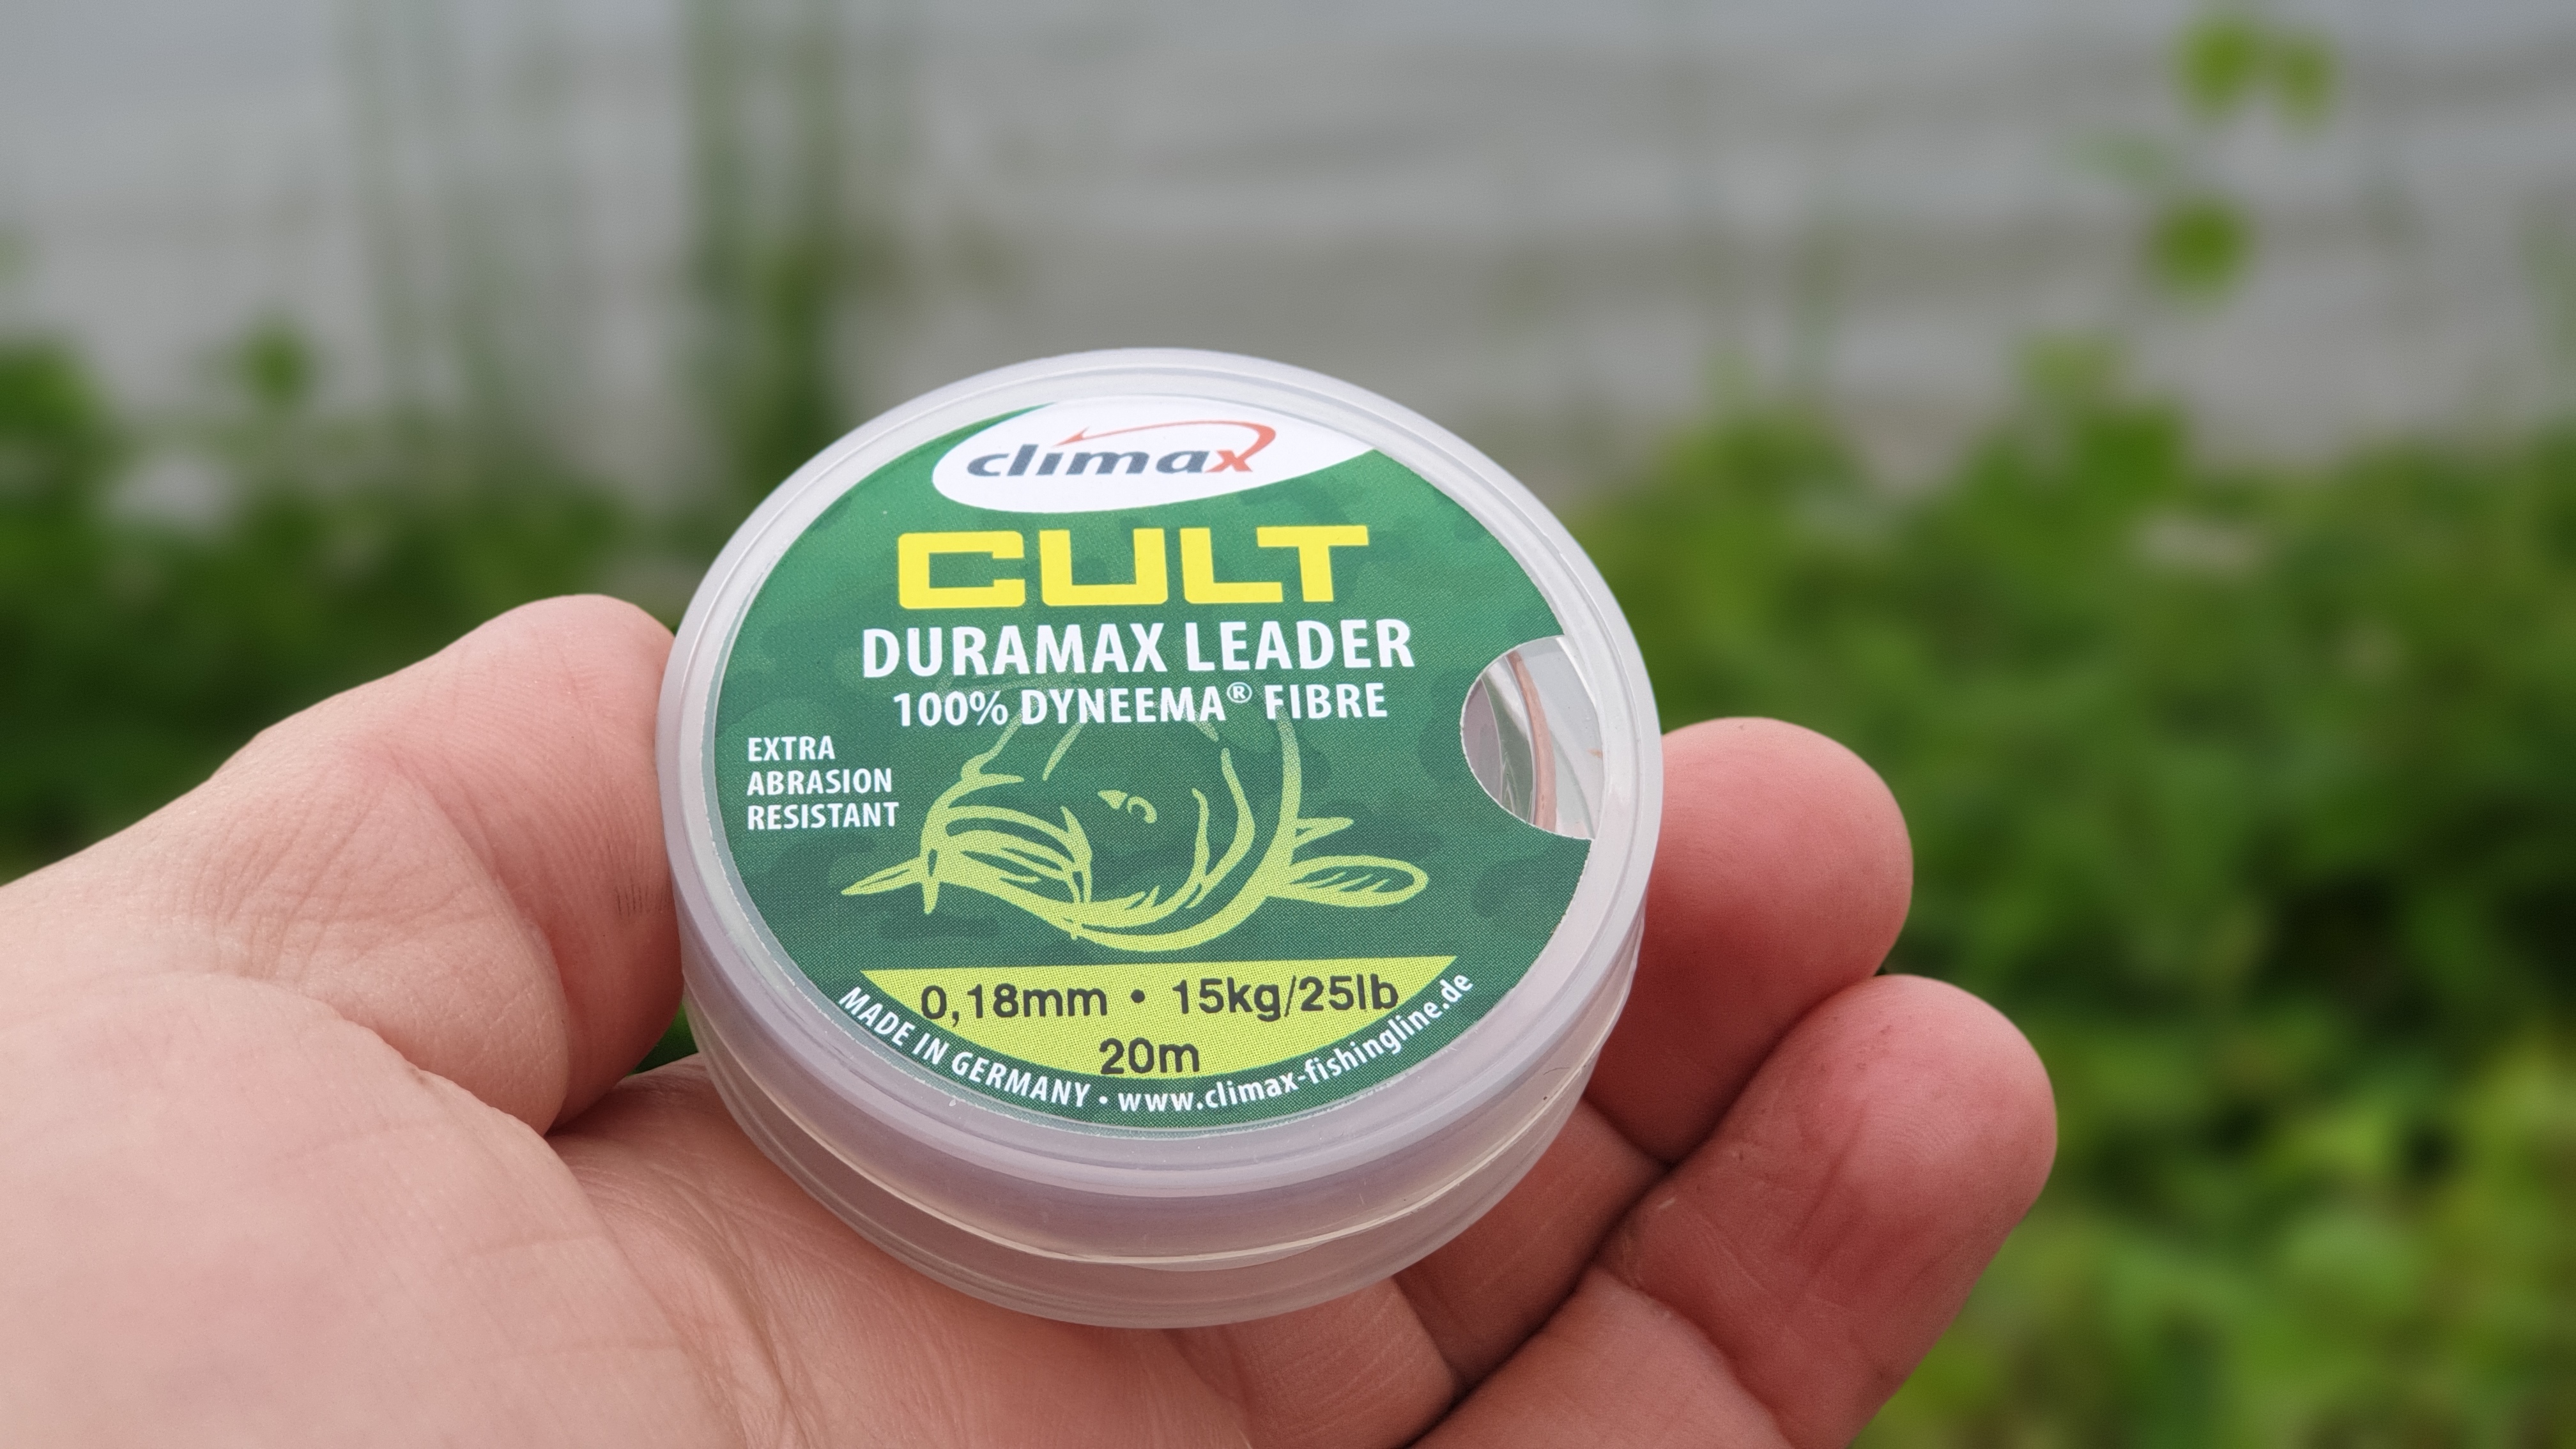 climax
CULT
DURAMAX LEADER
100% DYNEEMA® FIBRE
EXTRA
ABRASION
RESISTANT
0,18mm • 15kg/25lb
20m
MADE IN GERMANY • www.climax-fishingline.de